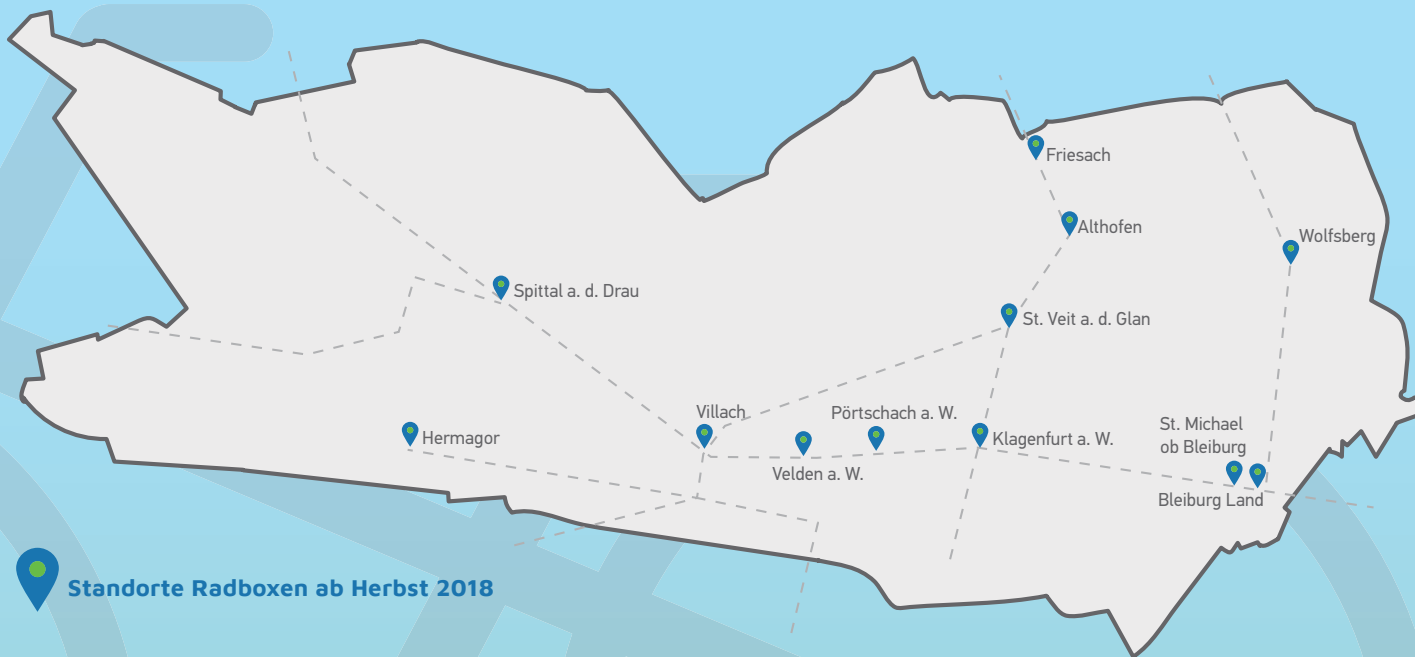 Friesach
Althofen
Wolfsberg
Spittal a. d. Drau
St. Veit a. d. Glan
Villach
Pörtschach a. W.
Hermagor
Klagenfurt a. W.
St. Michael
ob Bleiburg
Velden a. W.
Bleiburg Land
Standorte Radboxen ab Herbst 2018